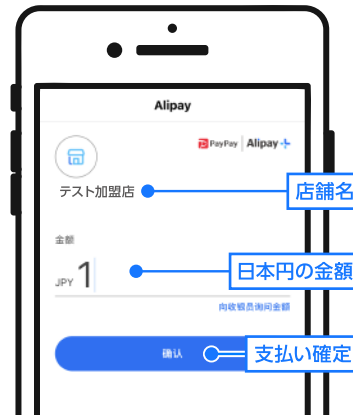 Alipay
PayPay Alipay
テスト加盟店
店舗名
金額
JPY 1
日本円の金額
向收银员询问金额
确认
支払い確定